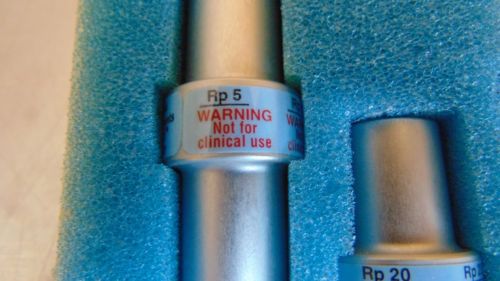 Rp 5
WARNING
Not for
clinical use
Rp 20